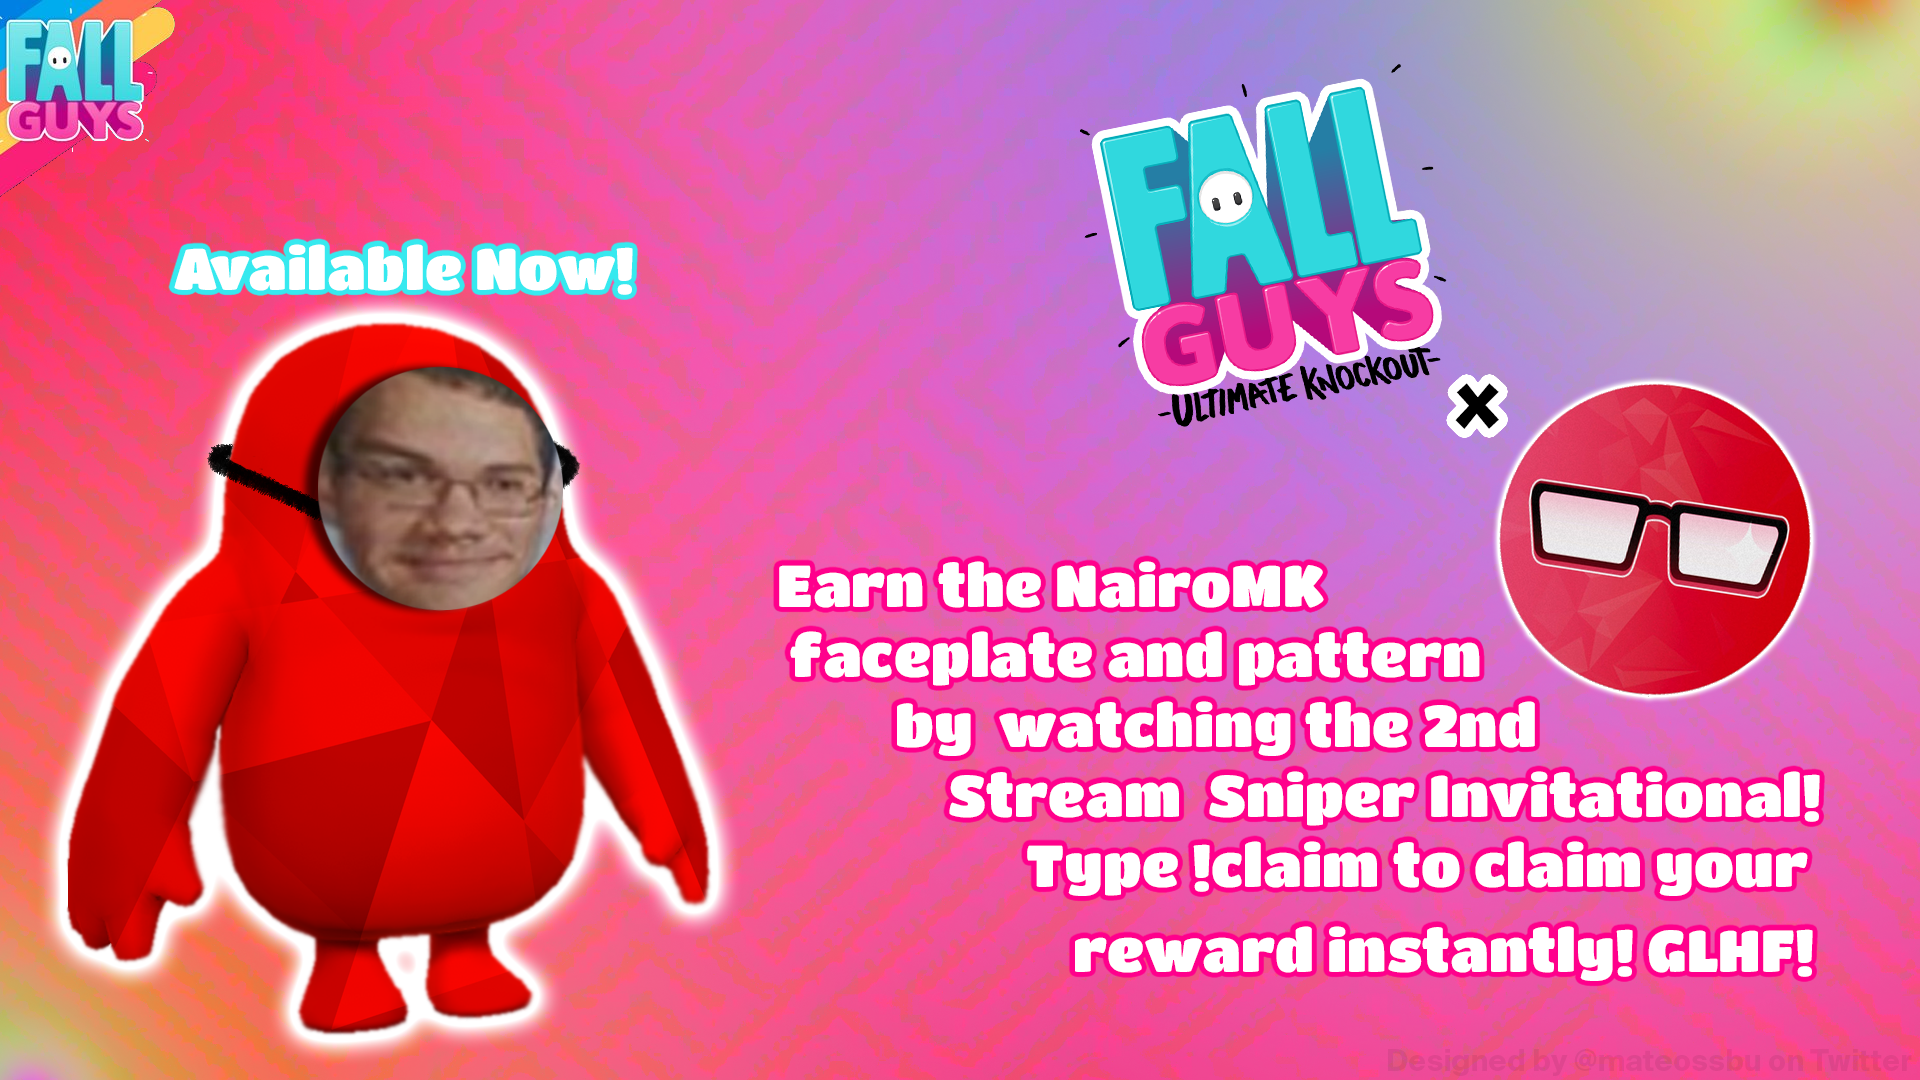 FALL
GUYS
Available Now!
FALL
GUYS
-ULTIMATE KNOCKOUT-
Earn the NairoMK
faceplate and pattern
by watching the 2nd
Stream Sniper Invitational!
Type !claim to claim your
reward instantly! GLHF!
Designed by @mateossbu on Twitter